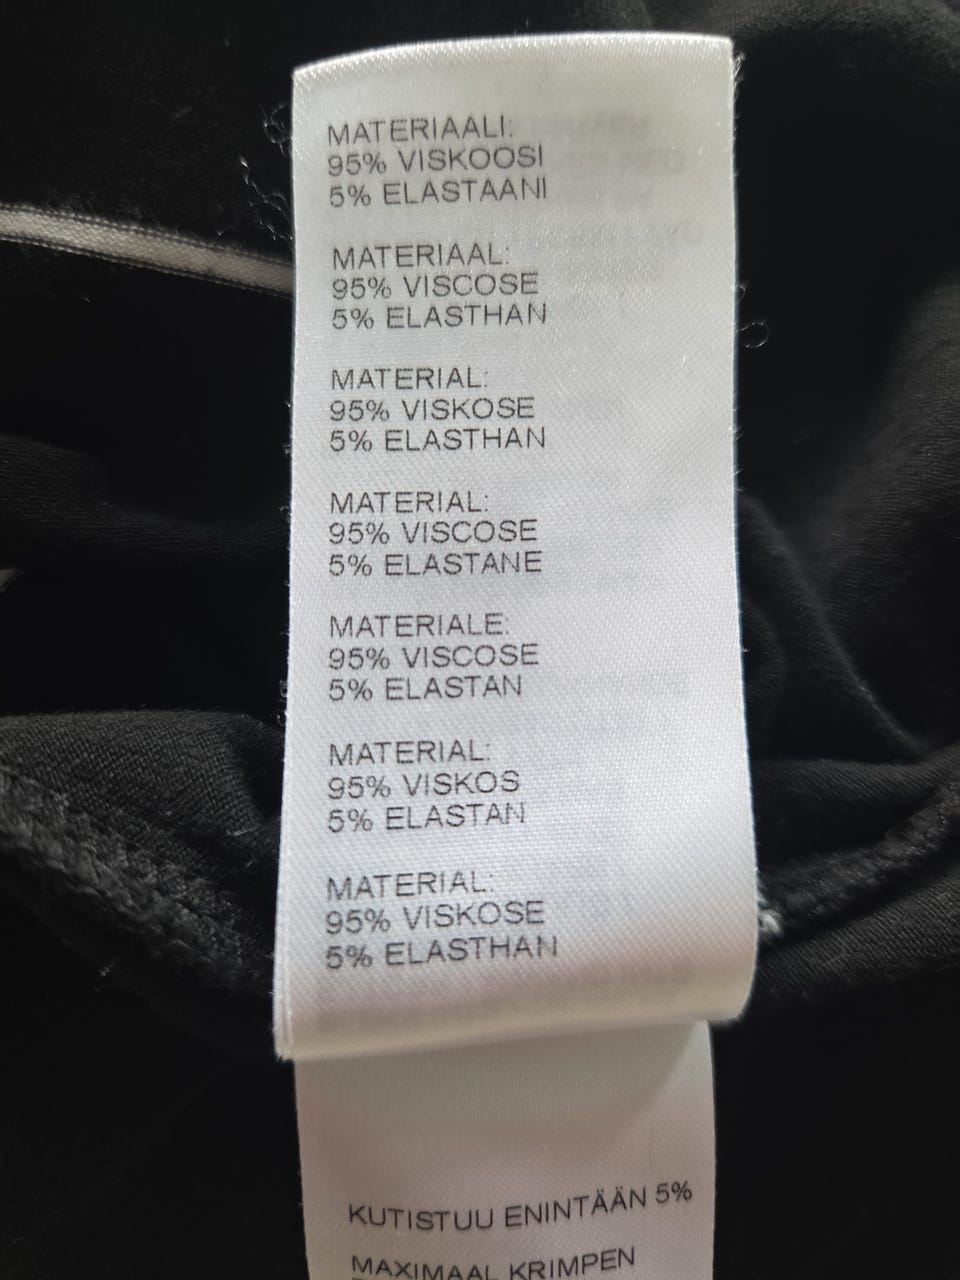 MATERIAALI:
95% VISKOOSI
5% ELASTAANI
MATERIAAL:
95% VISCOSE
5% ELASTHAN
MATERIAL:
95% VISKOSE
5% ELASTHAN
MATERIAL:
95% VISCOSE
5% ELASTANE
MATERIALE:
95% VISCOSE
5% ELASTAN
MATERIAL:
95% VISKOS
5% ELASTAN
MATERIAL:
95% VISKOSE
5% ELASTHAN
KUTISTUU ENINTÄÄN 5%
MAXIMAAL KRIMPEN